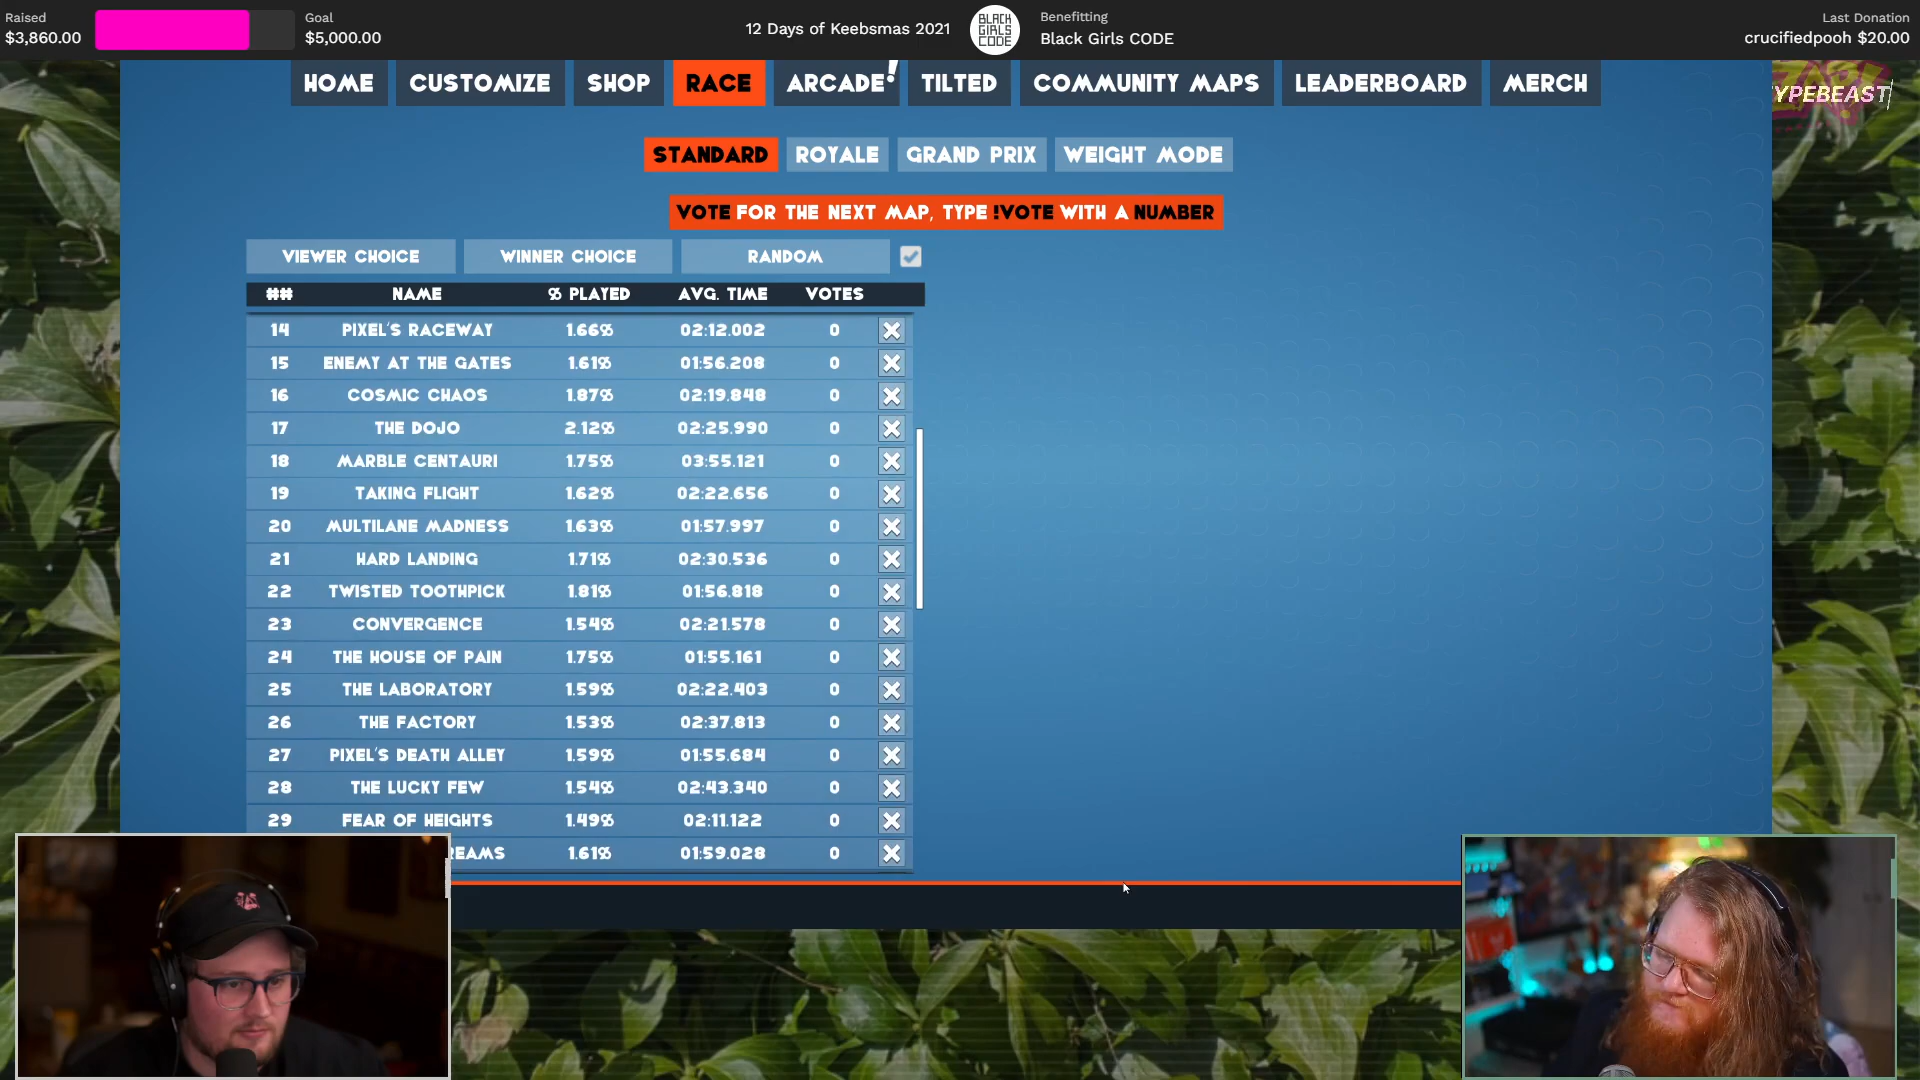 Raised
$3,860.00
Goal
$5,000.00
12 Days of Keebsmas 2021
BLACK GIRLS CODE
Benefitting
Black Girls CODE
Last Donation
crucifiedpooh $20.00
HOME CUSTOMIZE SHOP RACE ARCADE! TILTED COMMUNITY MAPS LEADERBOARD MERCH
YPEBEAST
STANDARD ROYALE GRAND PRIX WEIGHT MODE
VOTE FOR THE NEXT MAP, TYPE !VOTE WITH A NUMBER
VIEWER CHOICE WINNER CHOICE RANDOM
## NAME % PLAYED AVG. TIME VOTES
14 PIXEL'S RACEWAY 1.66% 02:12.002 0
15 ENEMY AT THE GATES 1.61% 01:56.208 0
16 COSMIC CHAOS 1.87% 02:19.848 0
17 THE DOJO 2.12% 02:25.990 0
18 MARBLE CENTAURI 1.75% 03:55.121 0
19 TAKING FLIGHT 1.62% 02:22.656 0
20 MULTILANE MADNESS 1.63% 01:57.997 0
21 HARD LANDING 1.71% 02:30.536 0
22 TWISTED TOOTHPICK 1.81% 01:56.818 0
23 CONVERGENCE 1.54% 02:21.578 0
24 THE HOUSE OF PAIN 1.75% 01:55.161 0
25 THE LABORATORY 1.59% 02:22.403 0
26 THE FACTORY 1.53% 02:37.813 0
27 PIXEL'S DEATH ALLEY 1.59% 01:55.684 0
28 THE LUCKY FEW 1.54% 02:43.340 0
29 FEAR OF HEIGHTS 1.49% 02:11.122 0
REAMS 1.61% 01:59.028 0